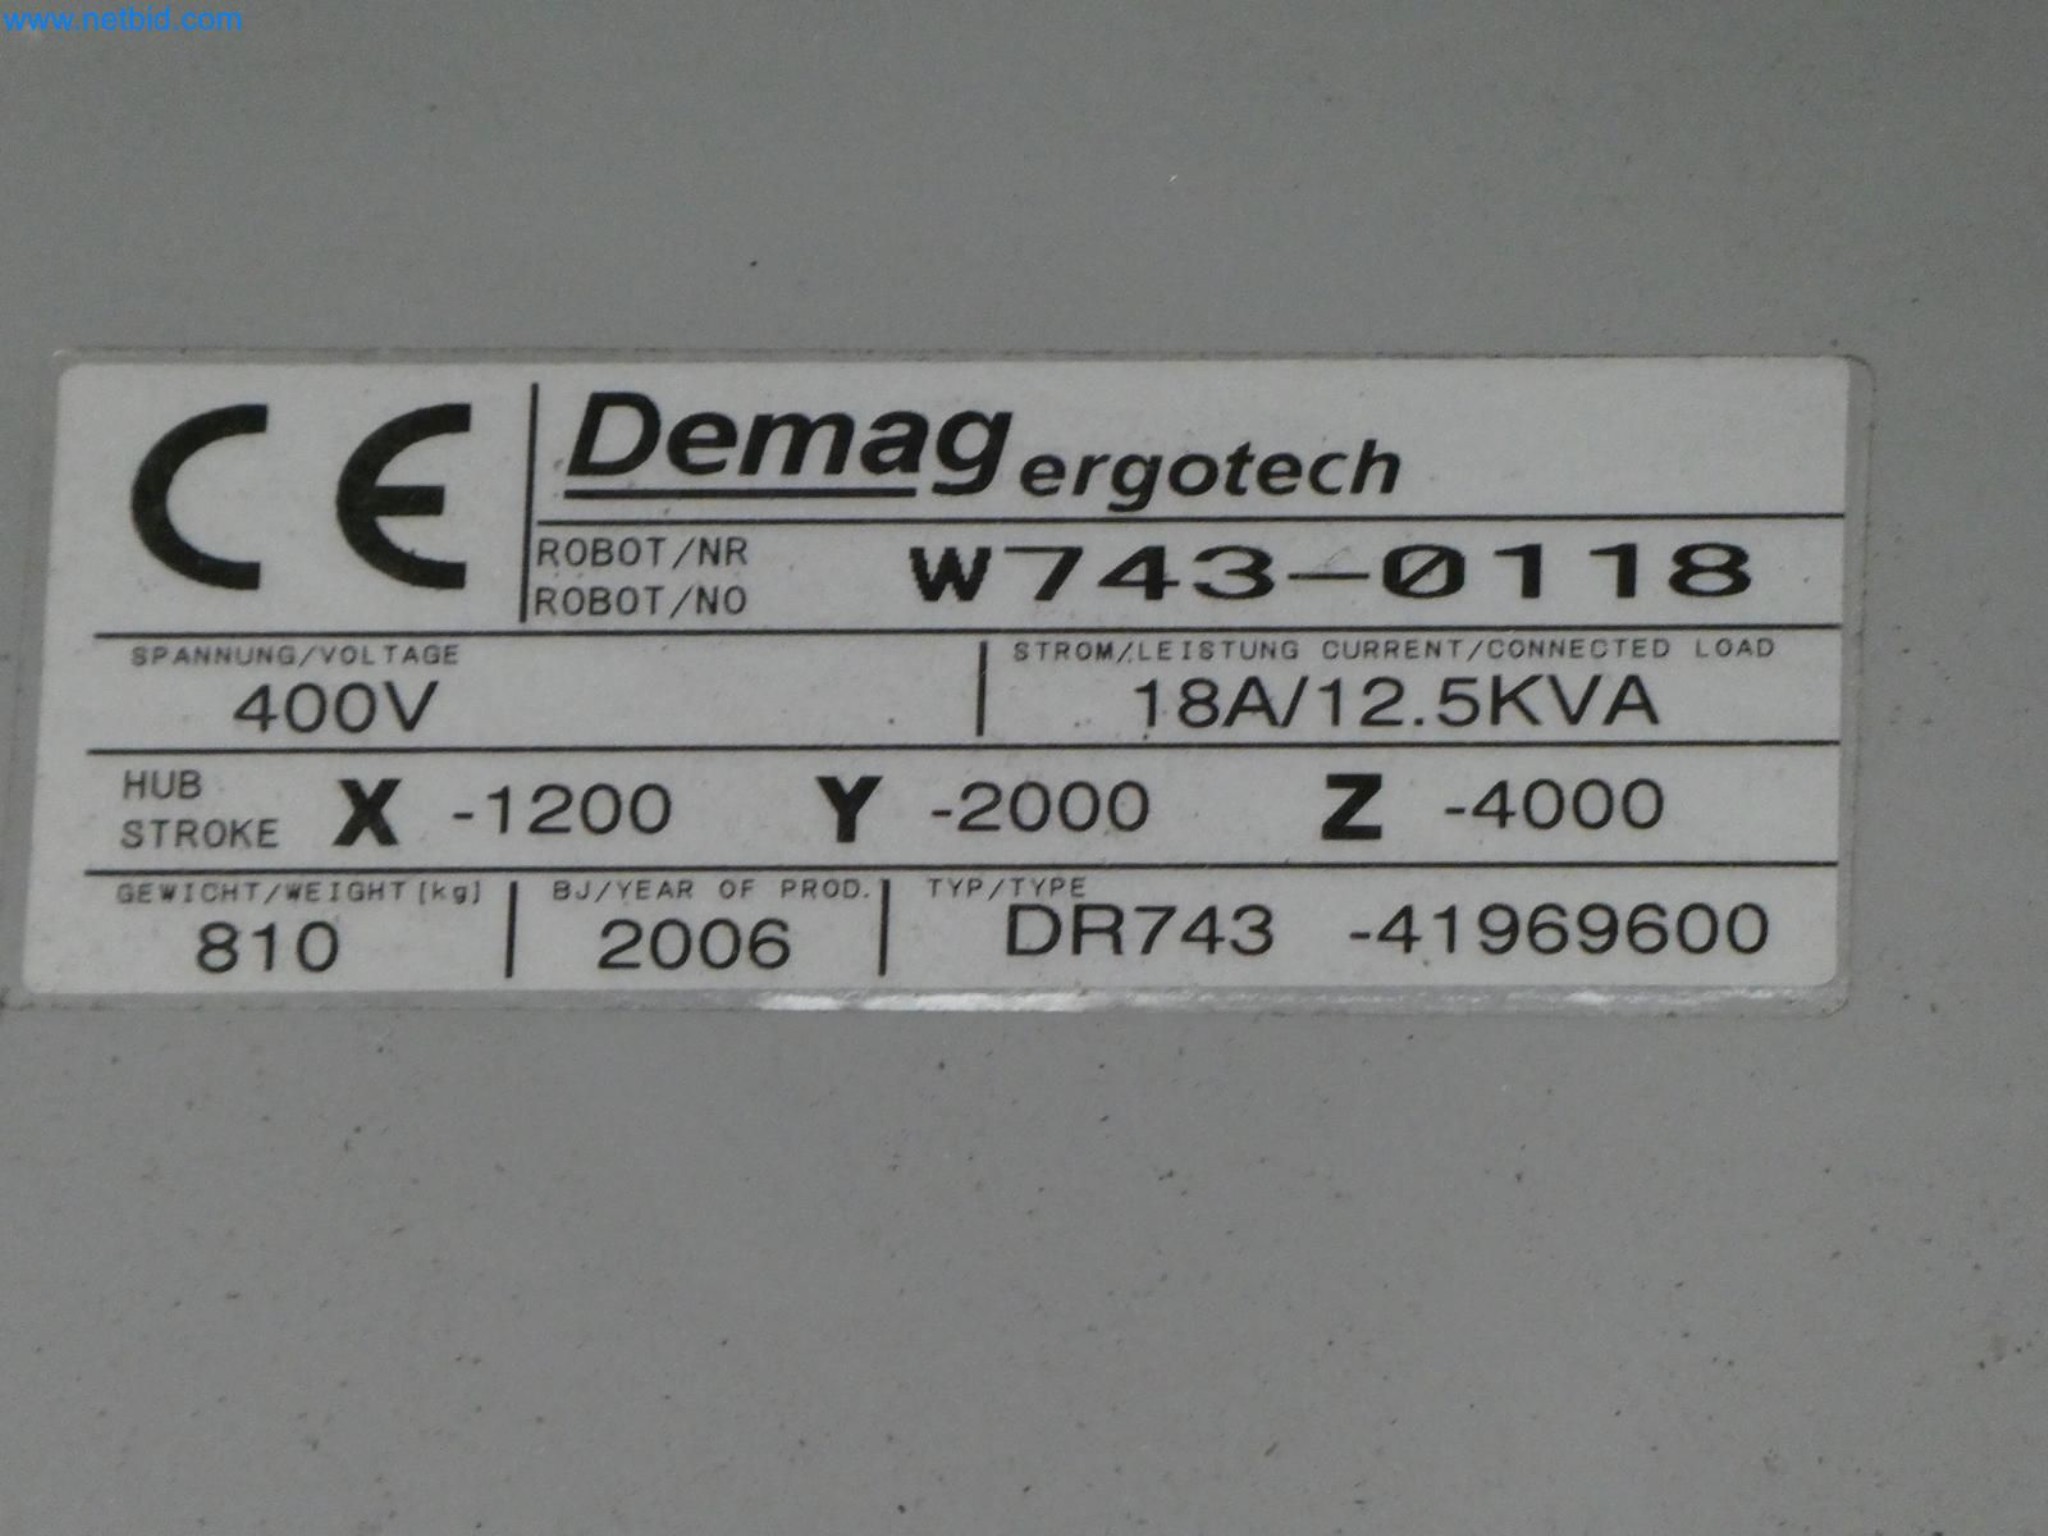 www.netbid.com
CE
Demag ergotech
ROBOT/NR
ROBOT/NO
W743-0118
SPANNUNG/VOLTAGE
400V
STROM/LEISTUNG CURRENT/CONNECTED LOAD
18A/12.5KVA
HUB
STROKE
X -1200 Y -2000 Z -4000
GEWICHT/WEIGHT[kg]
810
BJ/YEAR OF PROD.
2006
TYP/TYPE
DR743 -41969600